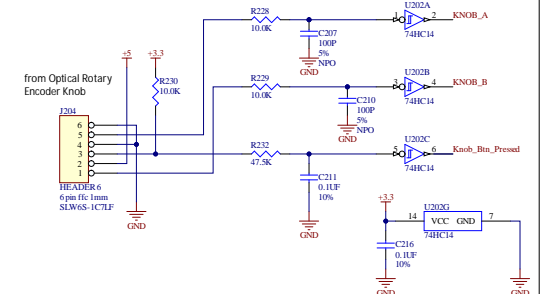 U202A
R228
1
2
KNOB_A
10.0K
C207
74HC14
100P
+5
+3.3
5%
NPO
GND
from Optical Rotary
Encoder Knob
R230
10.0K
R229
U202B
3
4
KNOB_B
10.0K
C210
74HC14
100P
5%
NPO
GND
J204
6
5
4
3
2
1
R232
U202C
5
6
Knob_Btn_Pressed
47.5K
C211
74HC14
0.1UF
10%
GND
HEADER 6
6 pin ffc 1mm
SLW6S-1C7LF
GND
+3.3
U202G
14
VCC GND
7
74HC14
C216
0.1UF
10%
GND
GND